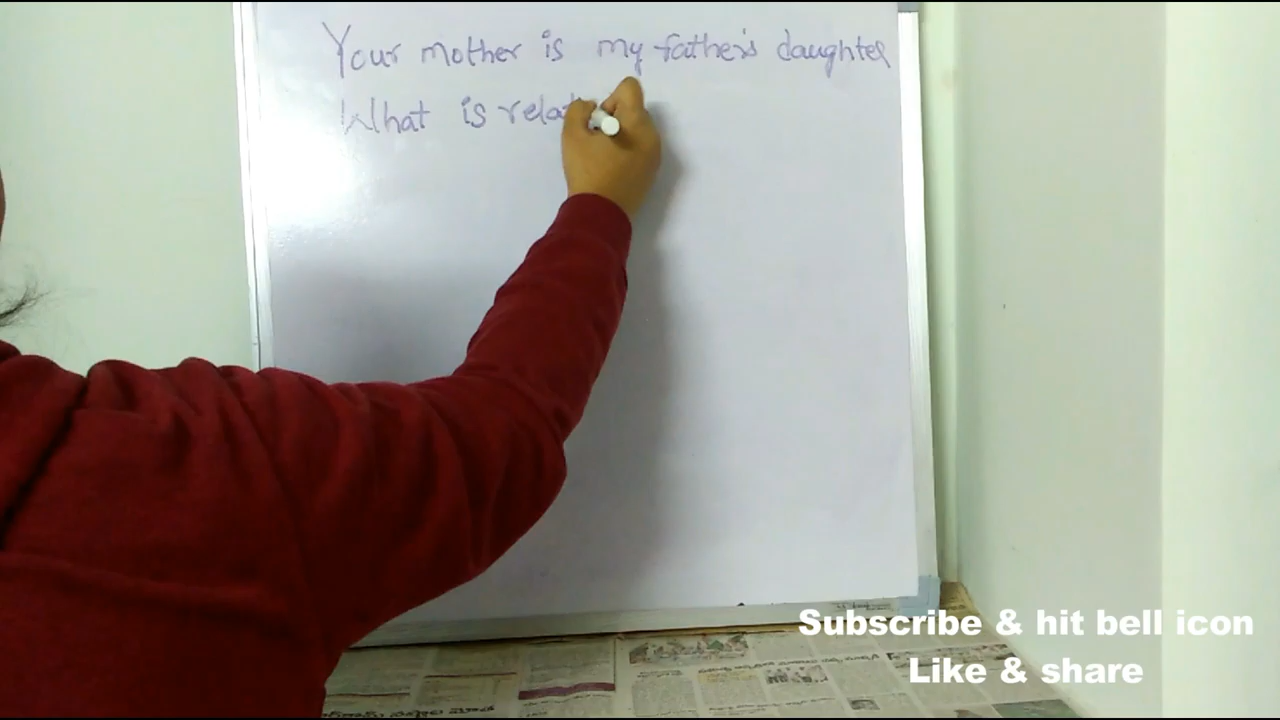 Your mother is my father's daughter
What is relat
Subscribe & hit bell icon
Like & share